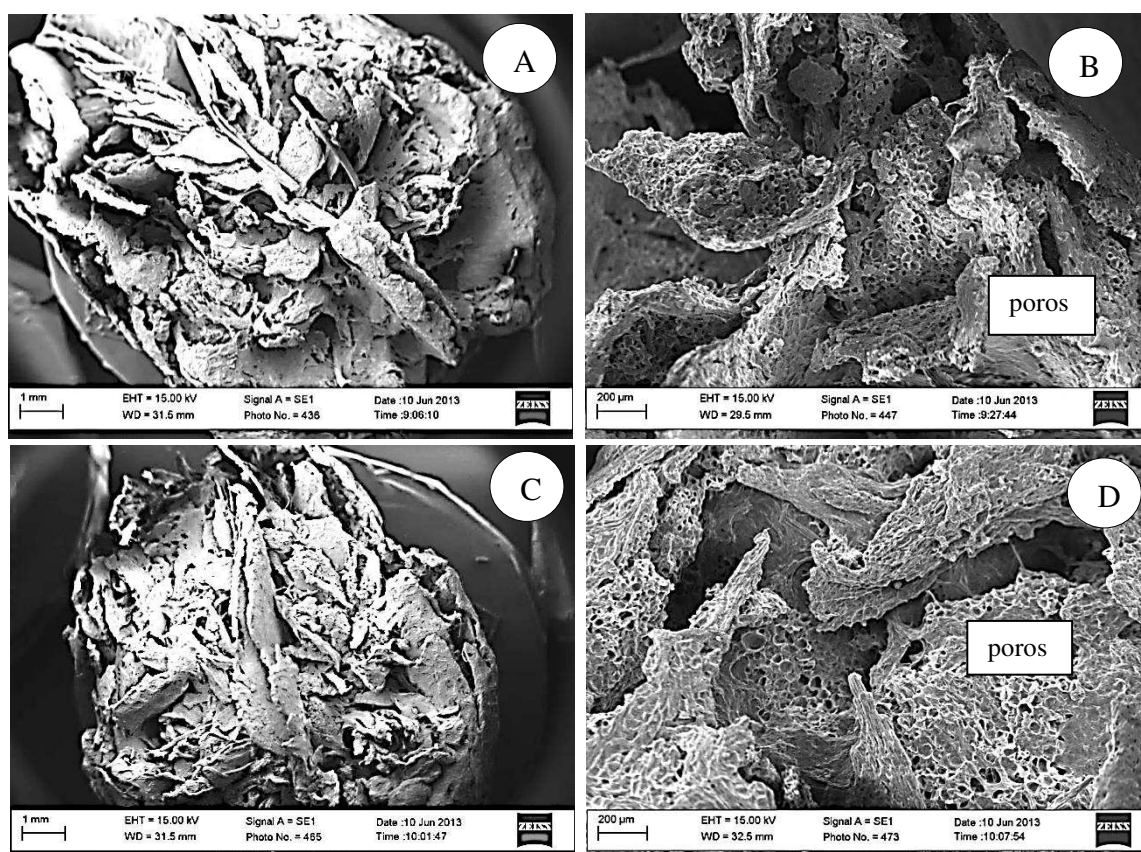 A
1 mm
EHT = 15.00 kV
WD = 31.5 mm
Signal A = SE1
Photo No. = 436
Date :10 Jun 2013
Time :9:06:10
ZEISS
B
poros
200 µm
EHT = 15.00 kV
WD = 29.5 mm
Signal A = SE1
Photo No. = 447
Date :10 Jun 2013
Time :9:27:44
ZEISS
C
1 mm
EHT = 15.00 kV
WD = 31.5 mm
Signal A = SE1
Photo No. = 465
Date :10 Jun 2013
Time :10:01:47
ZEISS
D
poros
200 µm
EHT = 15.00 kV
WD = 32.5 mm
Signal A = SE1
Photo No. = 473
Date :10 Jun 2013
Time :10:07:54
ZEISS